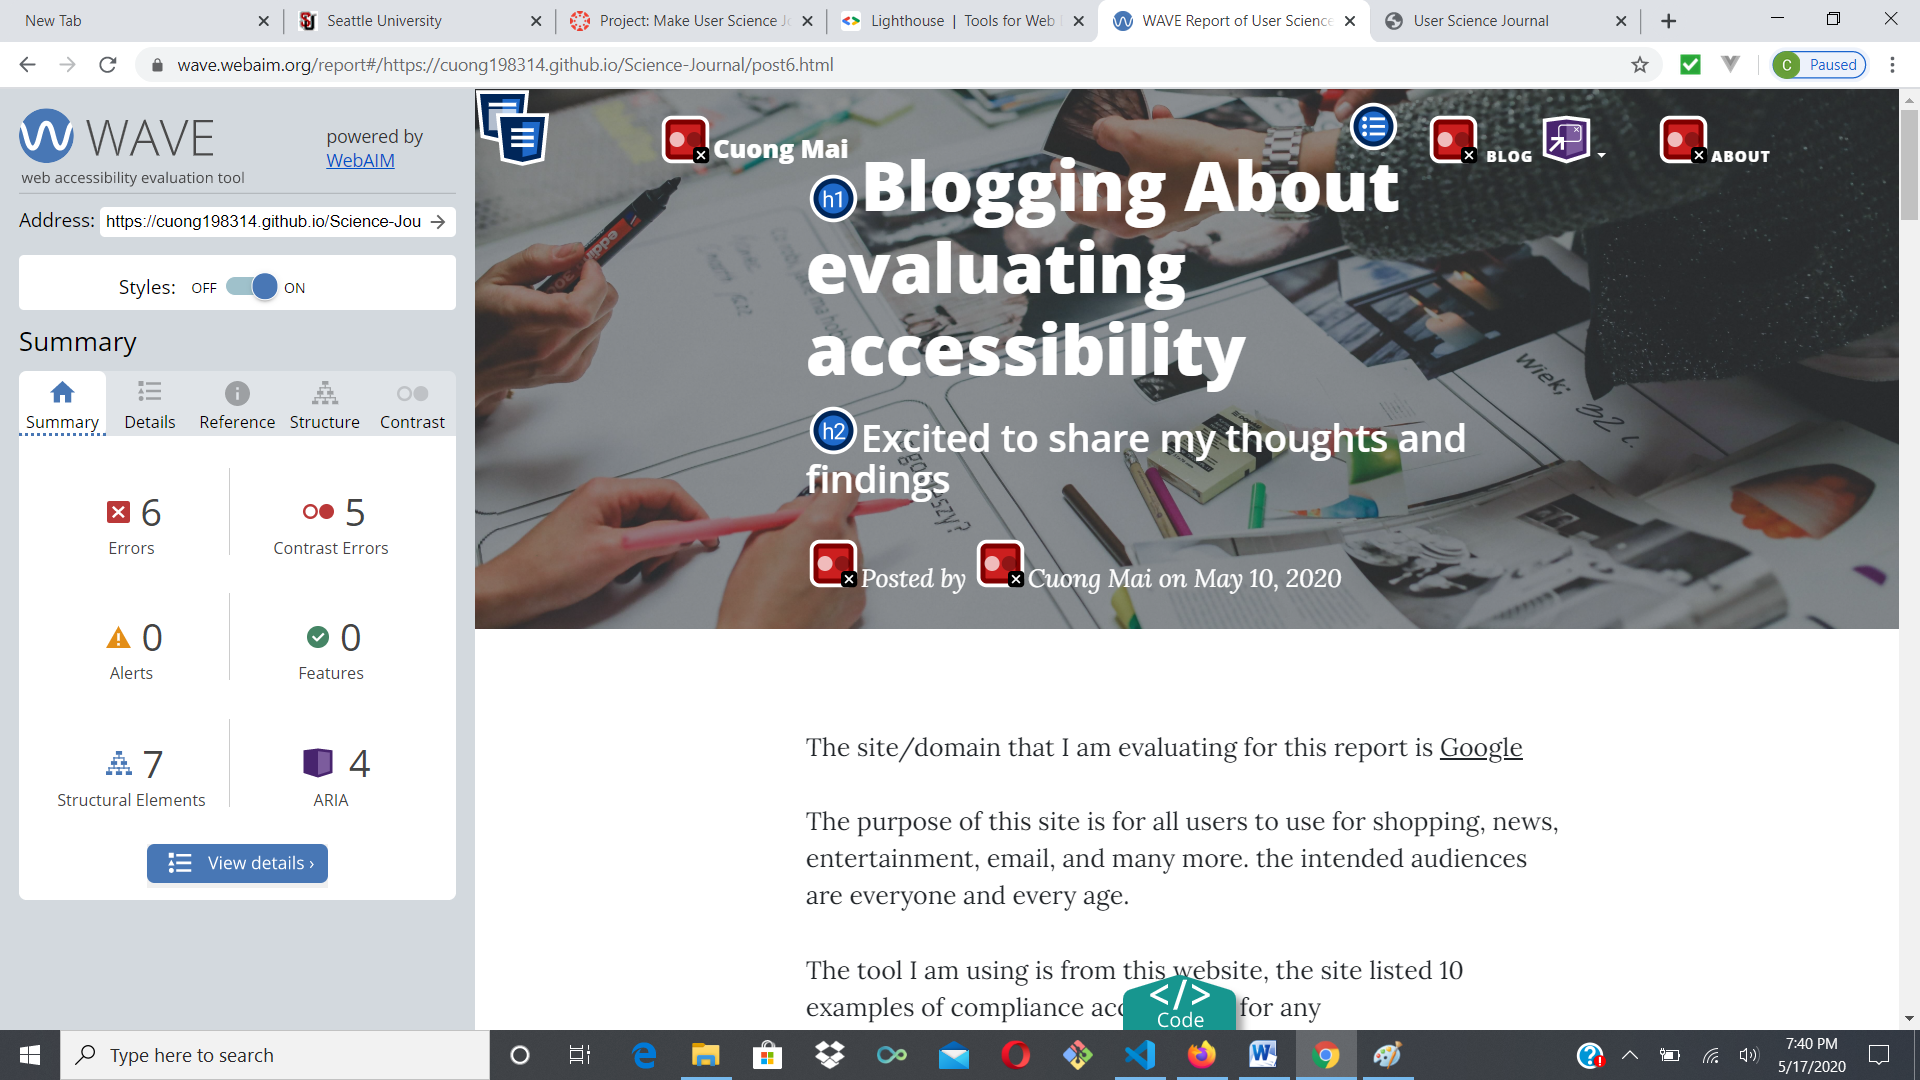 New Tab
Seattle University
Project: Make User Science Jo
Lighthouse | Tools for Web
WAVE Report of User Science
User Science Journal
wave.webaim.org/report#/https://cuong198314.github.io/Science-Journal/post6.html
C Paused
WAVE
web accessibility evaluation tool
powered by
WebAIM
Address: https://cuong198314.github.io/Science-Jou
Styles: OFF ON
Summary
Summary Details Reference Structure Contrast
6 5
Errors Contrast Errors
0 0
Alerts Features
7 4
Structural Elements ARIA
View details ›
Cuong Mai
BLOG
ABOUT
h1 Blogging About
evaluating
accessibility
h2 Excited to share my thoughts and
findings
Posted by Cuong Mai on May 10, 2020
Wiek;
The site/domain that I am evaluating for this report is Google
The purpose of this site is for all users to use for shopping, news,
entertainment, email, and many more. the intended audiences
are everyone and every age.
The tool I am using is from this website, the site listed 10
examples of compliance acc for any
</>
Code
Type here to search
7:40 PM
5/17/2020